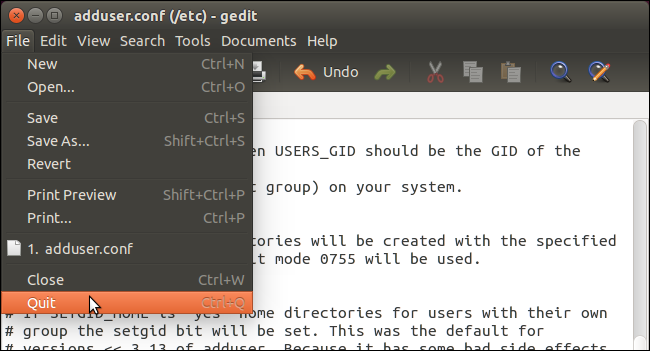 adduser.conf (/etc) - gedit
File Edit View Search Tools Documents Help
New Ctrl+N
Open... Ctrl+O
Undo
Save Ctrl+S
Save As... Shift+Ctrl+S
Revert
Print Preview Shift+Ctrl+P
Print... Ctrl+P
1. adduser.conf
Close Ctrl+W
Quit Ctrl+Q
en USERS_GID should be the GID of the
group) on your system.
tories will be created with the specified
it mode 0755 will be used.
# If SETGID_HOME is "yes" home directories for users with their own
# group the setgid bit will be set. This was the default for
# versions << 3.13 of adduser. Because it has some bad side effects